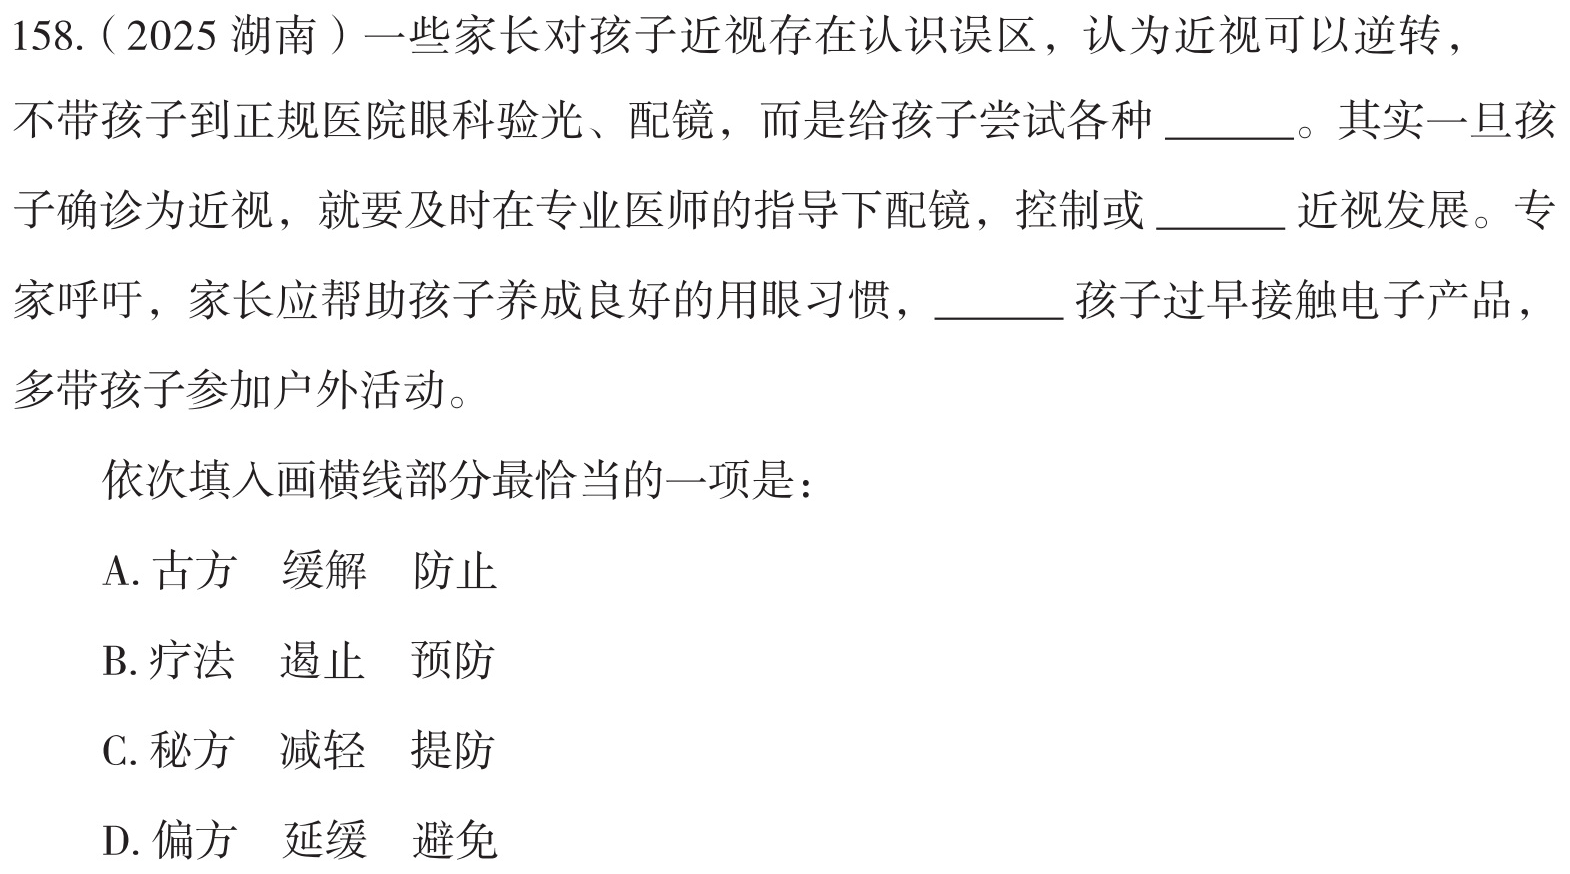 158.（2025 湖南）一些家长对孩子近视存在认识误区，认为近视可以逆转，
不带孩子到正规医院眼科验光、配镜，而是给孩子尝试各种 ______。其实一旦孩
子确诊为近视，就要及时在专业医师的指导下配镜，控制或 ______ 近视发展。专
家呼吁，家长应帮助孩子养成良好的用眼习惯，______ 孩子过早接触电子产品，
多带孩子参加户外活动。
依次填入画横线部分最恰当的一项是：
A. 古方　缓解　防止
B. 疗法　遏止　预防
C. 秘方　减轻　提防
D. 偏方　延缓　避免